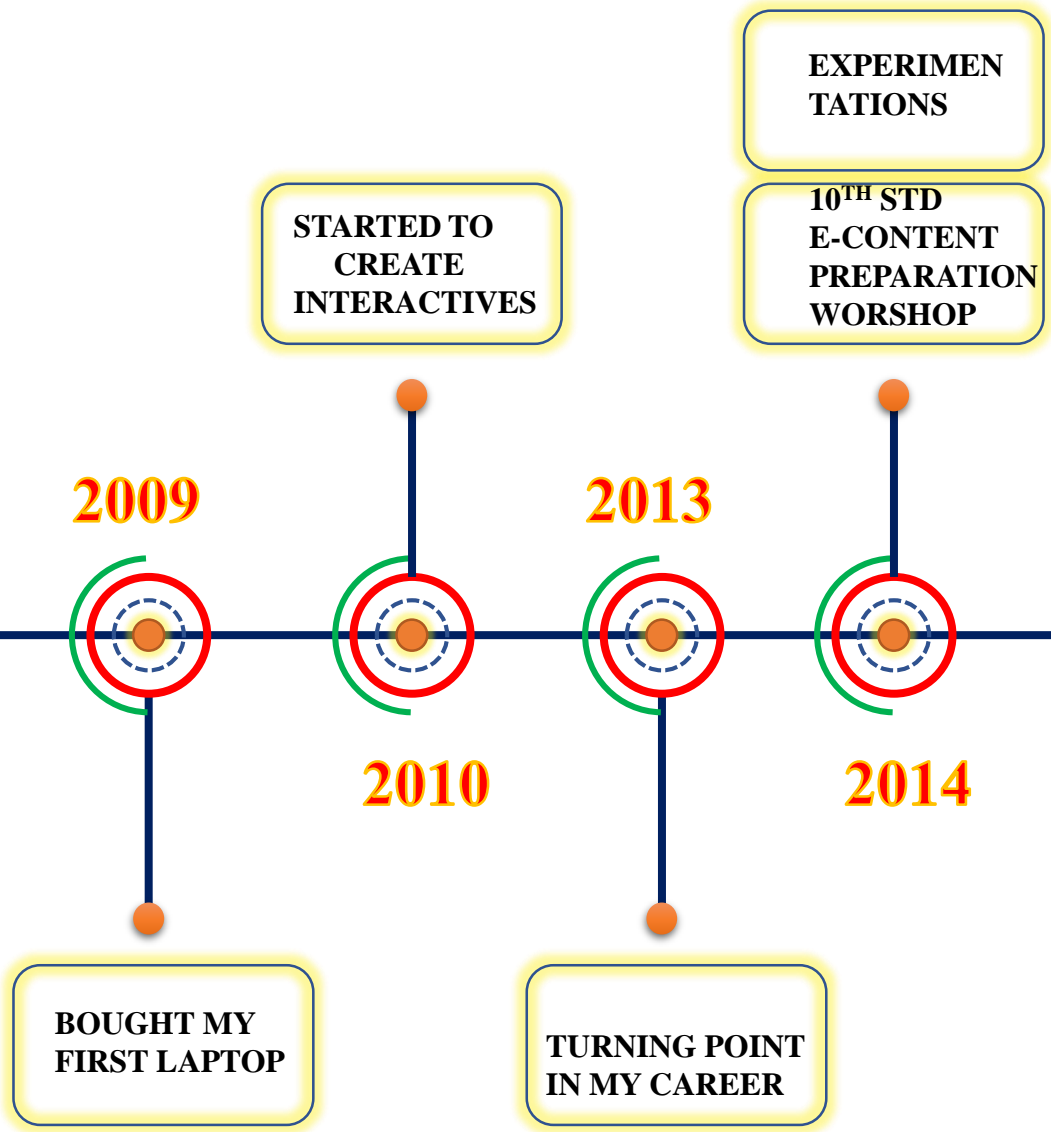 EXPERIMEN
TATIONS
10TH STD
E-CONTENT
PREPARATION
WORSHOP
STARTED TO
CREATE
INTERACTIVES
2009
2013
2010
2014
BOUGHT MY
FIRST LAPTOP
TURNING POINT
IN MY CAREER